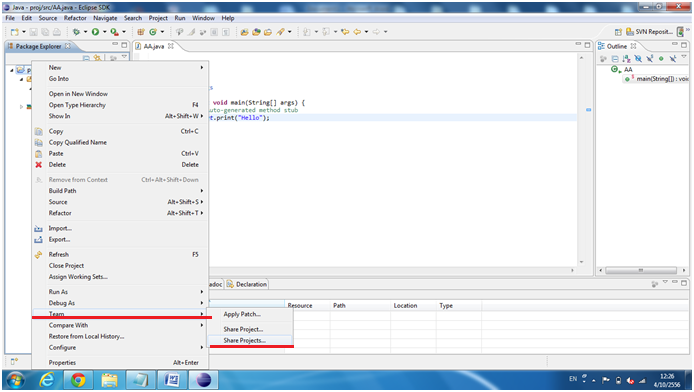 Java - proj/src/AA.java - Eclipse SDK
File Edit Source Refactor Navigate Search Project Run Window Help
SVN Reposit...
Package Explorer
AA.java
Outline
New
Go Into
Open in New Window
Open Type Hierarchy F4
Show In Alt+Shift+W
Copy Ctrl+C
Copy Qualified Name
Paste Ctrl+V
Delete Delete
Remove from Context Ctrl+Alt+Shift+Down
Build Path
Source Alt+Shift+S
Refactor Alt+Shift+T
Import...
Export...
Refresh F5
Close Project
Assign Working Sets...
Run As
Debug As
Team
Compare With
Restore from Local History...
Configure
Properties Alt+Enter
s
void main(String[] args) {
uto-generated method stub
t.print("Hello");
AA
main(String[]) : voi
adoc Declaration
Resource Path Location Type
Apply Patch...
Share Project...
Share Projects...
EN
12:26
4/10/2556